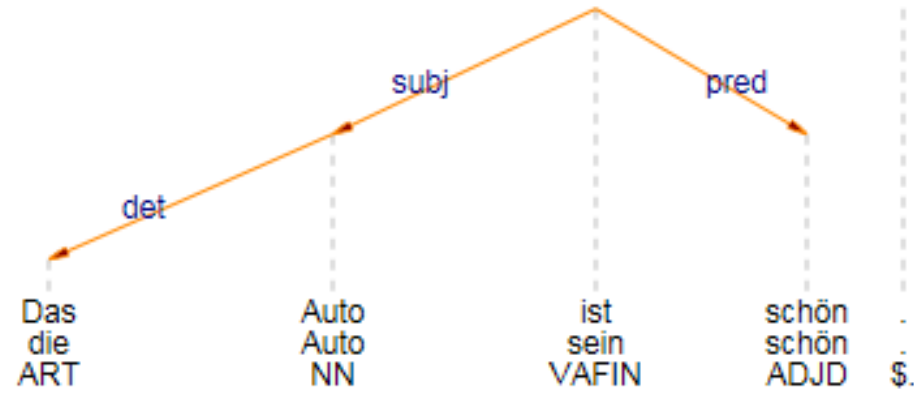 subj pred
det
Das Auto ist schön .
die Auto sein schön .
ART NN VAFIN ADJD $.